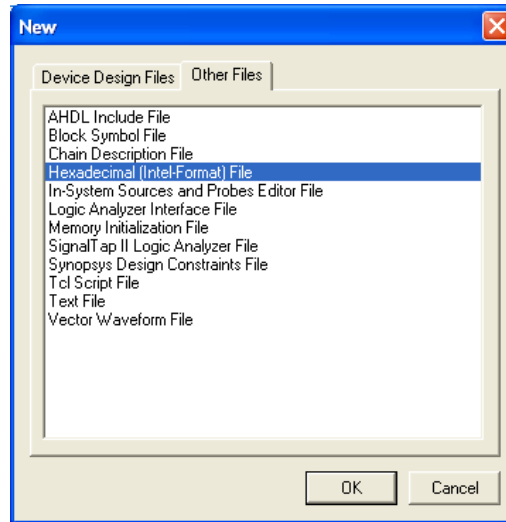 New
Device Design Files Other Files
AHDL Include File
Block Symbol File
Chain Description File
Hexadecimal (Intel-Format) File
In-System Sources and Probes Editor File
Logic Analyzer Interface File
Memory Initialization File
SignalTap II Logic Analyzer File
Synopsys Design Constraints File
Tcl Script File
Text File
Vector Waveform File
OK Cancel